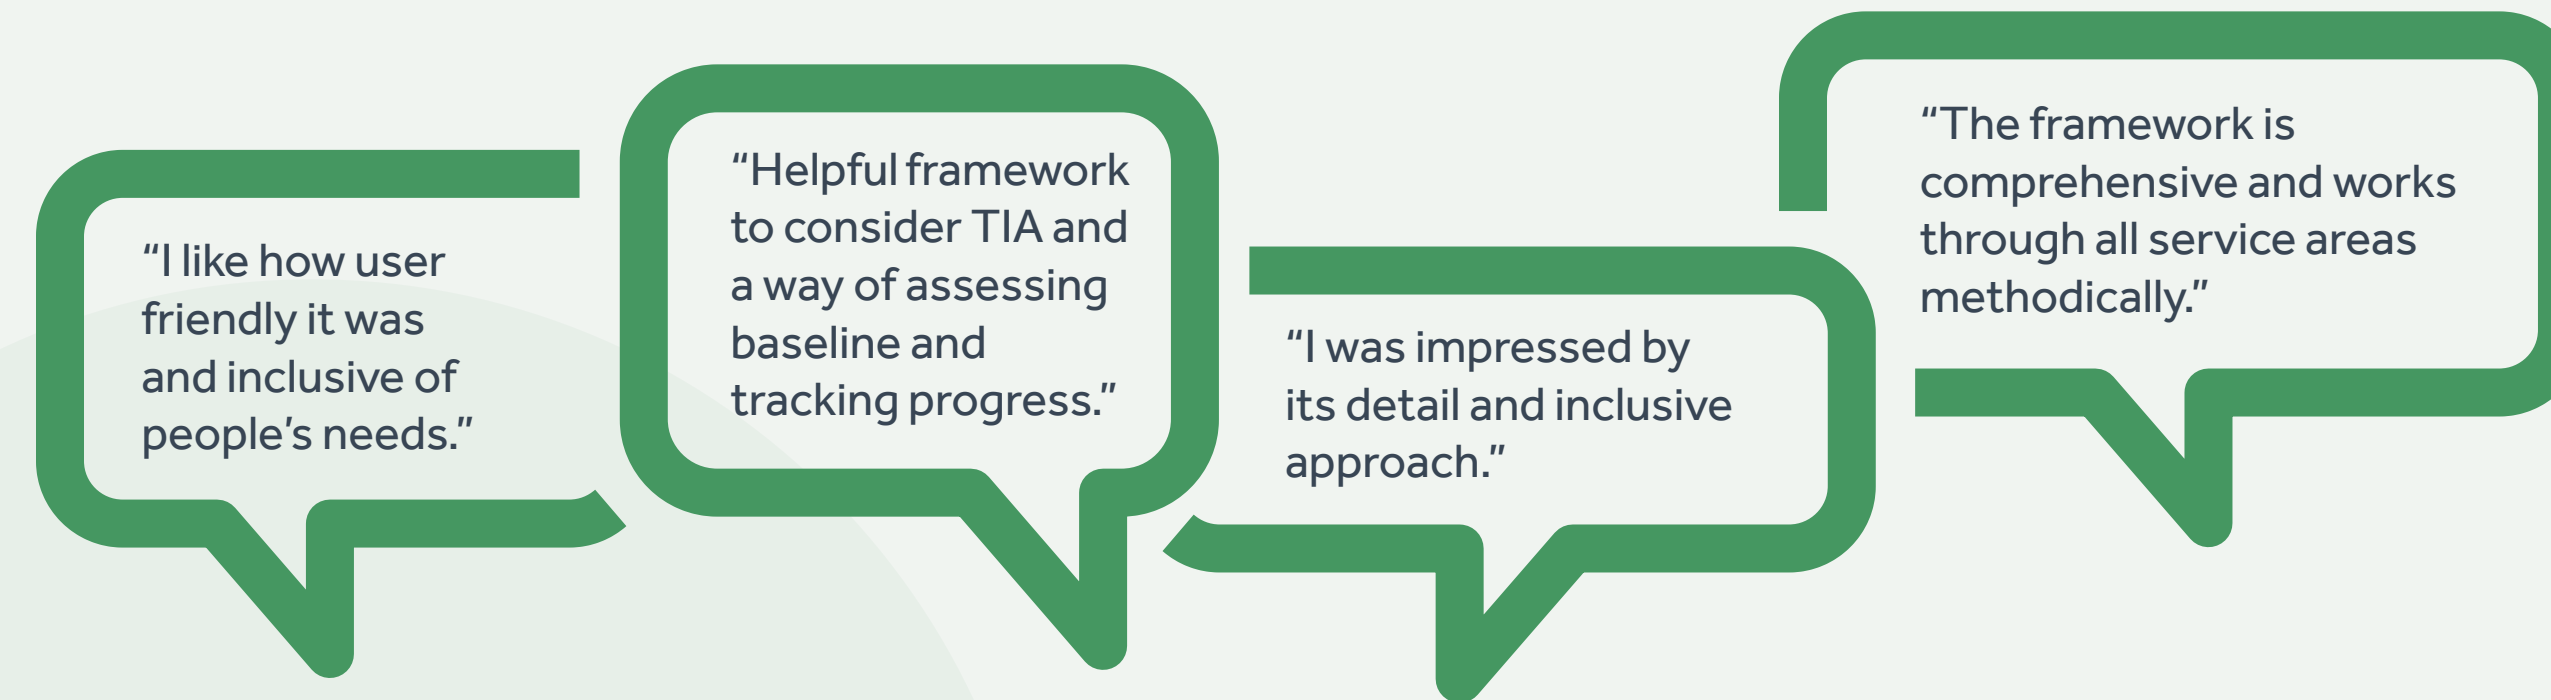 “I like how user
friendly it was
and inclusive of
people’s needs.”
“Helpful framework
to consider TIA and
a way of assessing
baseline and
tracking progress.”
“I was impressed by
its detail and inclusive
approach.”
“The framework is
comprehensive and works
through all service areas
methodically.”